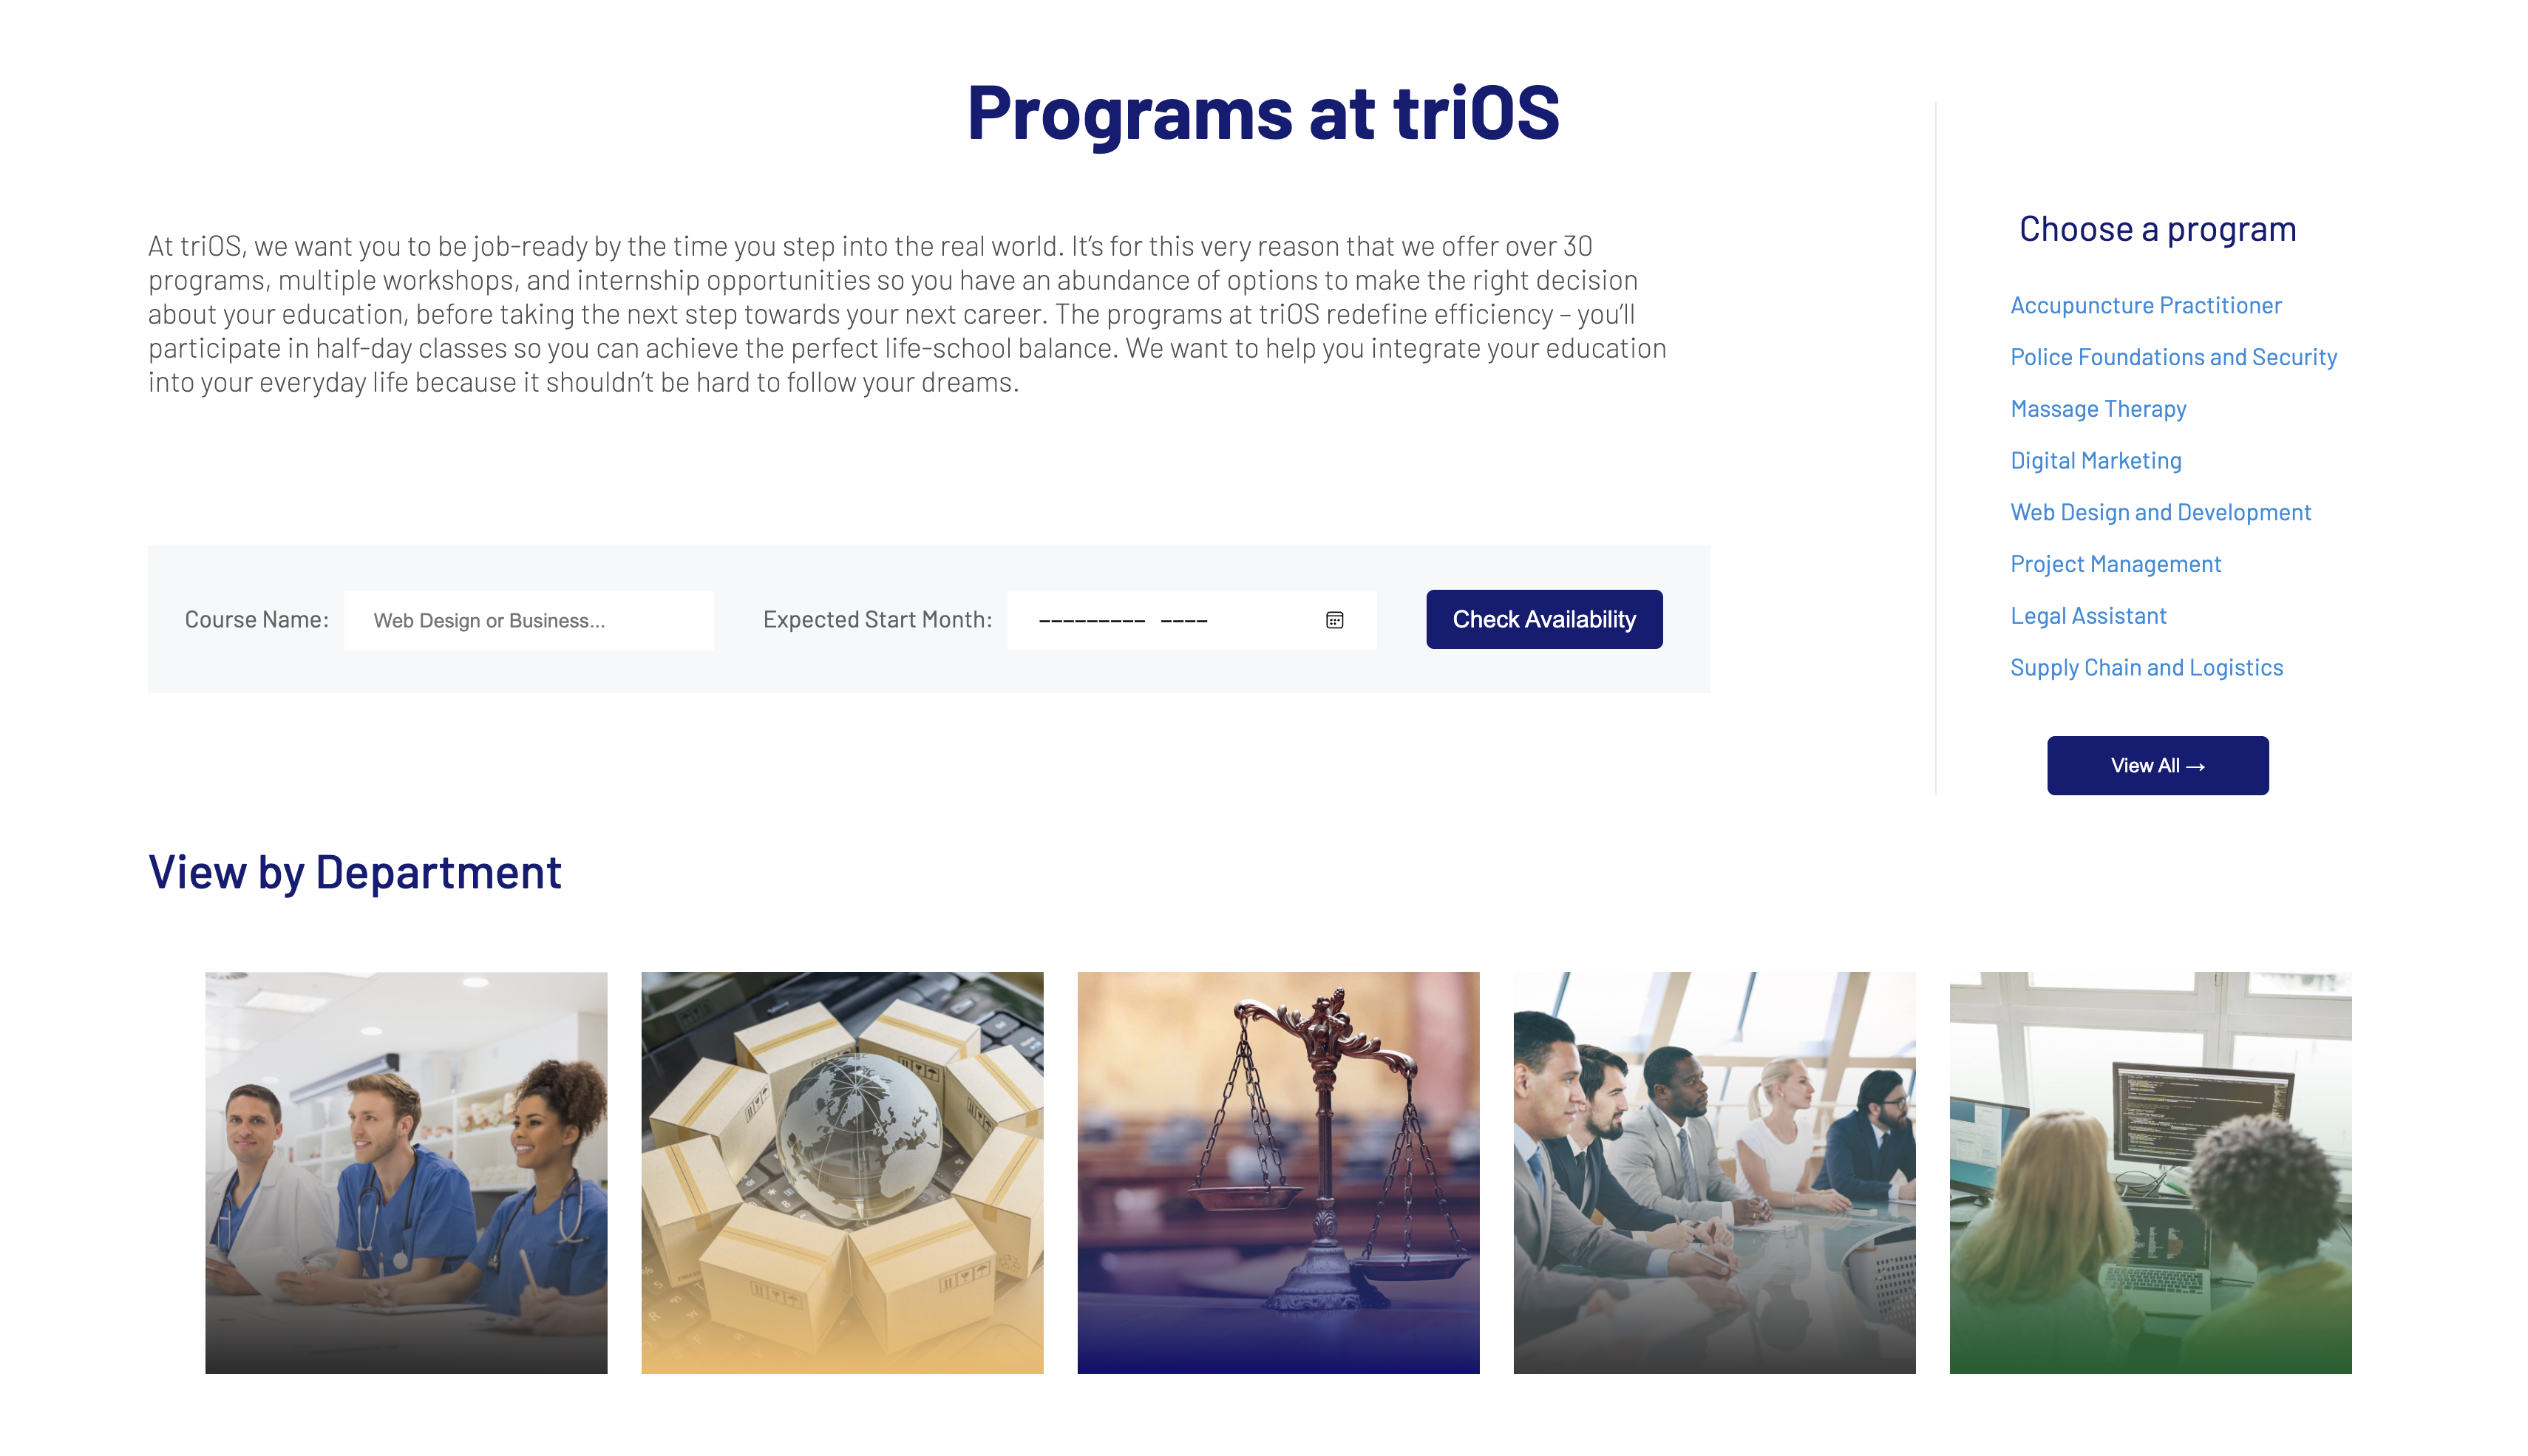 Programs at triOS
At triOS, we want you to be job-ready by the time you step into the real world. It’s for this very reason that we offer over 30
programs, multiple workshops, and internship opportunities so you have an abundance of options to make the right decision
about your education, before taking the next step towards your next career. The programs at triOS redefine efficiency – you’ll
participate in half-day classes so you can achieve the perfect life-school balance. We want to help you integrate your education
into your everyday life because it shouldn’t be hard to follow your dreams.
Course Name: Web Design or Business... Expected Start Month: --------- ---- Check Availability
Choose a program
Accupuncture Practitioner
Police Foundations and Security
Massage Therapy
Digital Marketing
Web Design and Development
Project Management
Legal Assistant
Supply Chain and Logistics
View All →
View by Department